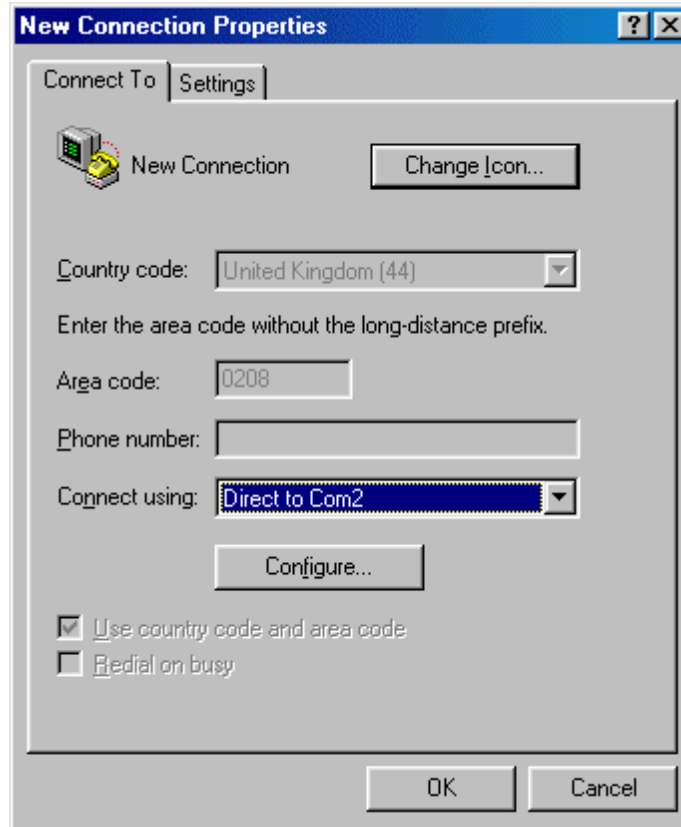 New Connection Properties ? ×
Connect To Settings
New Connection Change Icon...
Country code: United Kingdom (44)
Enter the area code without the long-distance prefix.
Area code: 0208
Phone number:
Connect using: Direct to Com2
Configure...
Use country code and area code
Redial on busy
OK Cancel